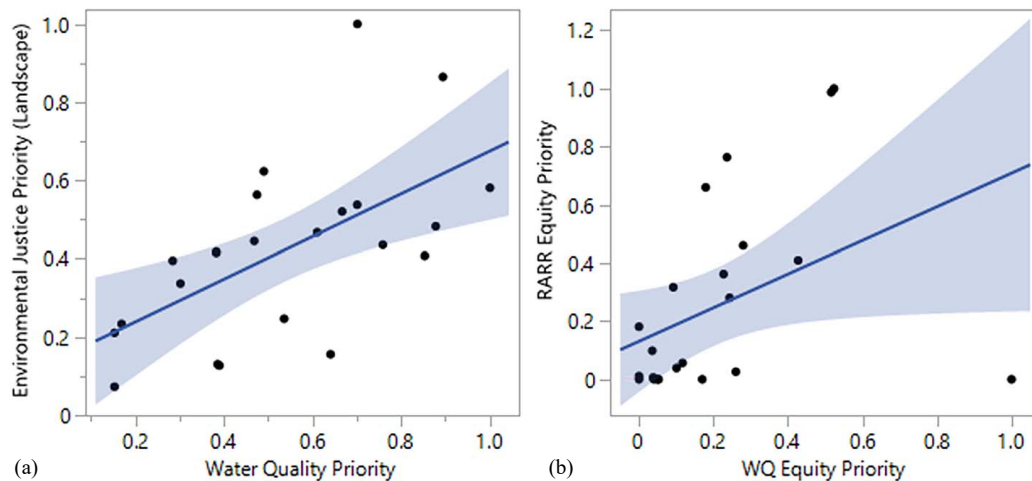 Environmental Justice Priority (Landscape)
1.0
0.8
0.6
0.4
0.2
0
0.2 0.4 0.6 0.8 1.0
(a) Water Quality Priority
RARR Equity Priority
1.2
1.0
0.8
0.6
0.4
0.2
0
0 0.2 0.4 0.6 0.8 1.0
(b) WQ Equity Priority